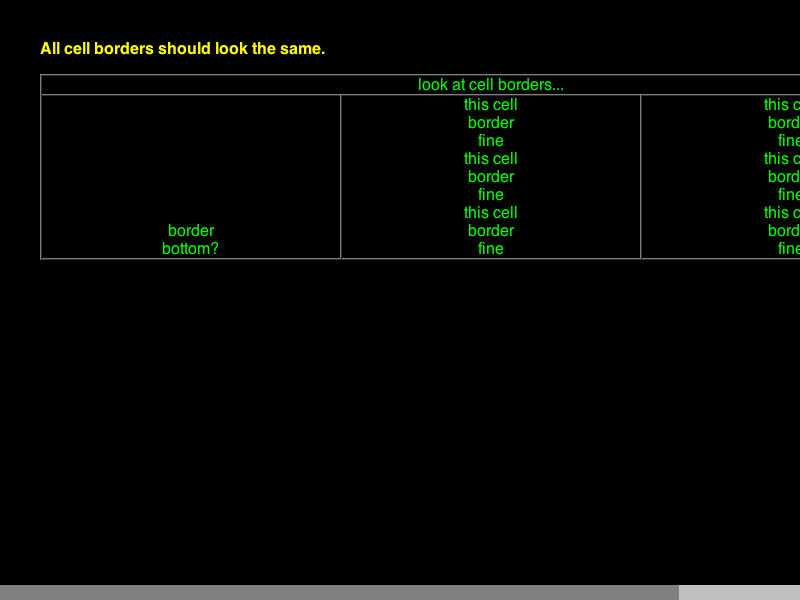 All cell borders should look the same.
look at cell borders...
border
bottom?
this cell
border
fine
this cell
border
fine
this cell
border
fine
this c
bord
fine
this c
bord
fine
this c
bord
fine